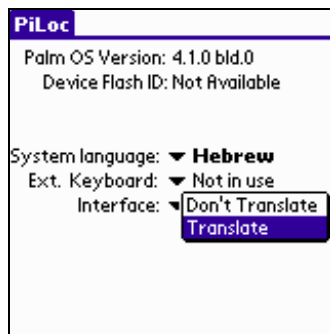 PiLoc
Palm OS Version: 4.1.0 bld.0
Device Flash ID: Not Available
System language: Hebrew
Ext. Keyboard: Not in use
Interface: Don't Translate
Translate